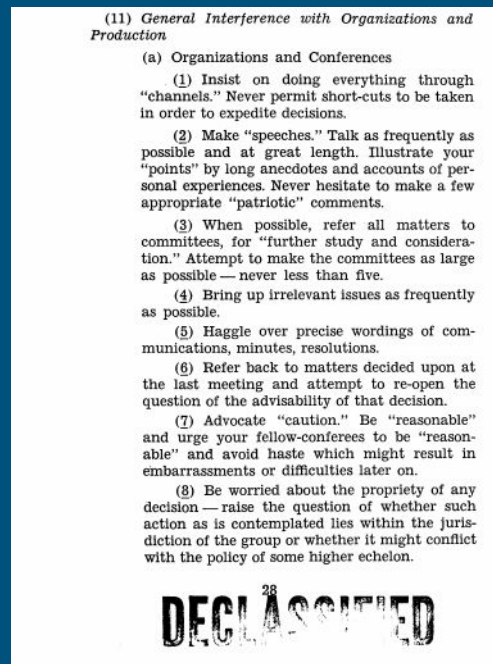 (11) General Interference with Organizations and
Production
(a) Organizations and Conferences
(1) Insist on doing everything through
“channels.” Never permit short-cuts to be taken
in order to expedite decisions.
(2) Make “speeches.” Talk as frequently as
possible and at great length. Illustrate your
“points” by long anecdotes and accounts of per-
sonal experiences. Never hesitate to make a few
appropriate “patriotic” comments.
(3) When possible, refer all matters to
committees, for “further study and considera-
tion.” Attempt to make the committees as large
as possible — never less than five.
(4) Bring up irrelevant issues as frequently
as possible.
(5) Haggle over precise wordings of com-
munications, minutes, resolutions.
(6) Refer back to matters decided upon at
the last meeting and attempt to re-open the
question of the advisability of that decision.
(7) Advocate “caution.” Be “reasonable”
and urge your fellow-conferees to be “reason-
able” and avoid haste which might result in
embarrassments or difficulties later on.
(8) Be worried about the propriety of any
decision — raise the question of whether such
action as is contemplated lies within the juris-
diction of the group or whether it might conflict
with the policy of some higher echelon.
28
DECLASSIFIED